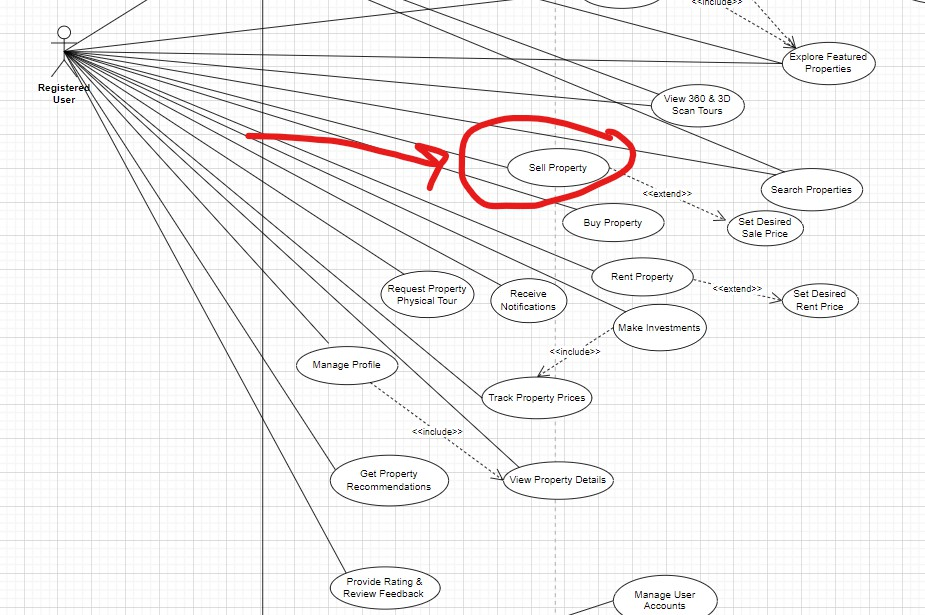 <<include>>
Explore Featured
Properties
Registered
User
View 360 & 3D
Scan Tours
Sell Property
Search Properties
<<extend>>
Buy Property
Set Desired
Sale Price
Rent Property
Request Property
Physical Tour
Receive
Notifications
<<extend>>
Set Desired
Rent Price
Make Investments
<<include>>
Manage Profile
Track Property Prices
<<include>>
Get Property
Recommendations
View Property Details
Provide Rating &
Review Feedback
Manage User
Accounts